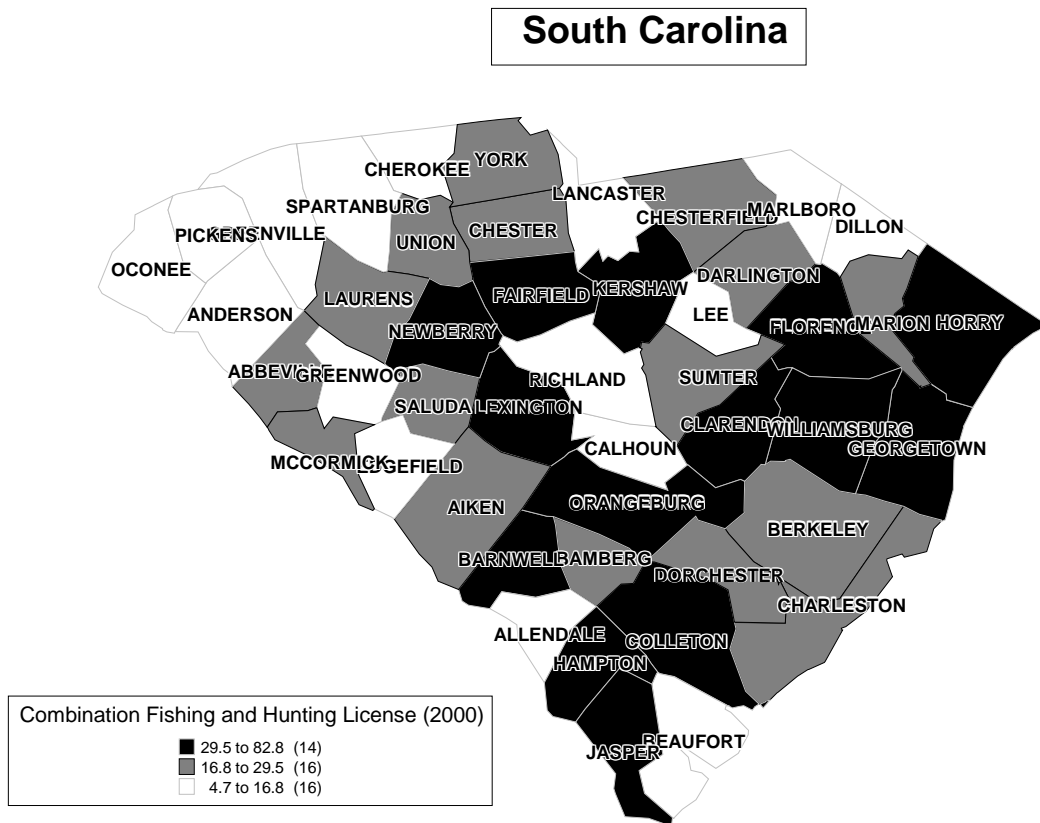 South Carolina
YORK
CHEROKEE
LANCASTER
SPARTANBURG
CHESTERFIELD
MARLBORO
DILLON
PICKENS
UNION
CHESTER
OCONEE
DARLINGTON
LAURENS
FAIRFIELD
KERSHAW
ANDERSON
NEWBERRY
LEE
MARION
HORRY
GREENWOOD
RICHLAND
SUMTER
SALUDA
LEXINGTON
CLARENDON
WILLIAMSBURG
CALHOUN
GEORGETOWN
MCCORMICK
AIKEN
ORANGEBURG
BERKELEY
BARNWELL
BAMBERG
DORCHESTER
CHARLESTON
ALLENDALE
COLLETON
HAMPTON
BEAUFORT
JASPER
Combination Fishing and Hunting License (2000)
29.5 to 82.8 (14)
16.8 to 29.5 (16)
4.7 to 16.8 (16)